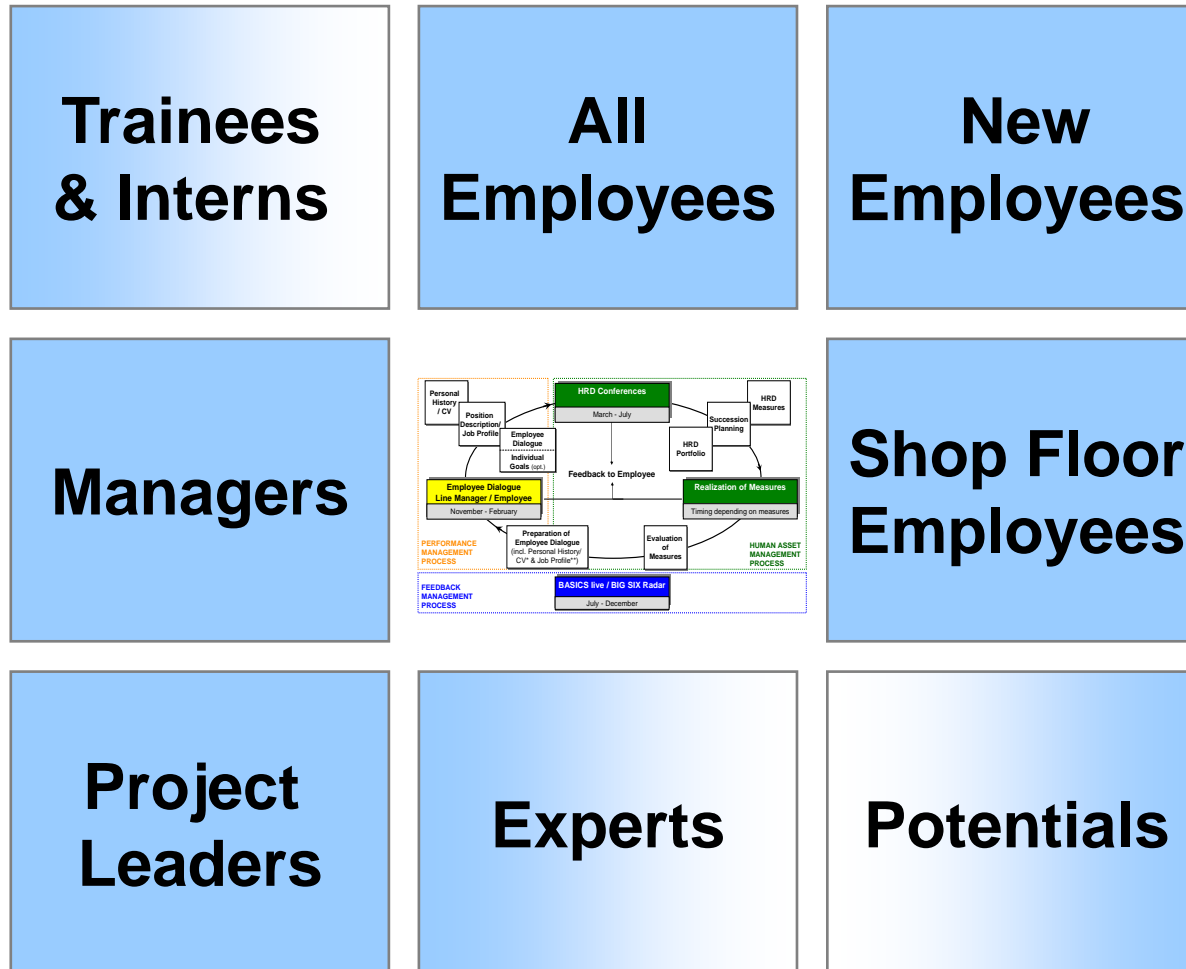 Trainees
& Interns
All
Employees
New
Employees
Managers
Personal
History
/ CV
Position
Description/
Job Profile
Employee
Dialogue
Individual
Goals (opt.)
HRD Conferences
March - July
HRD
Measures
Succession
Planning
HRD
Portfolio
Feedback to Employee
Employee Dialogue
Line Manager / Employee
November - February
Realization of Measures
Timing depending on measures
Preparation of
Employee Dialogue
(incl. Personal History/
CV* & Job Profile**)
Evaluation
of
Measures
PERFORMANCE
MANAGEMENT
PROCESS
HUMAN ASSET
MANAGEMENT
PROCESS
FEEDBACK
MANAGEMENT
PROCESS
BASICS live / BIG SIX Radar
July - December
Shop Floor
Employees
Project
Leaders
Experts
Potentials